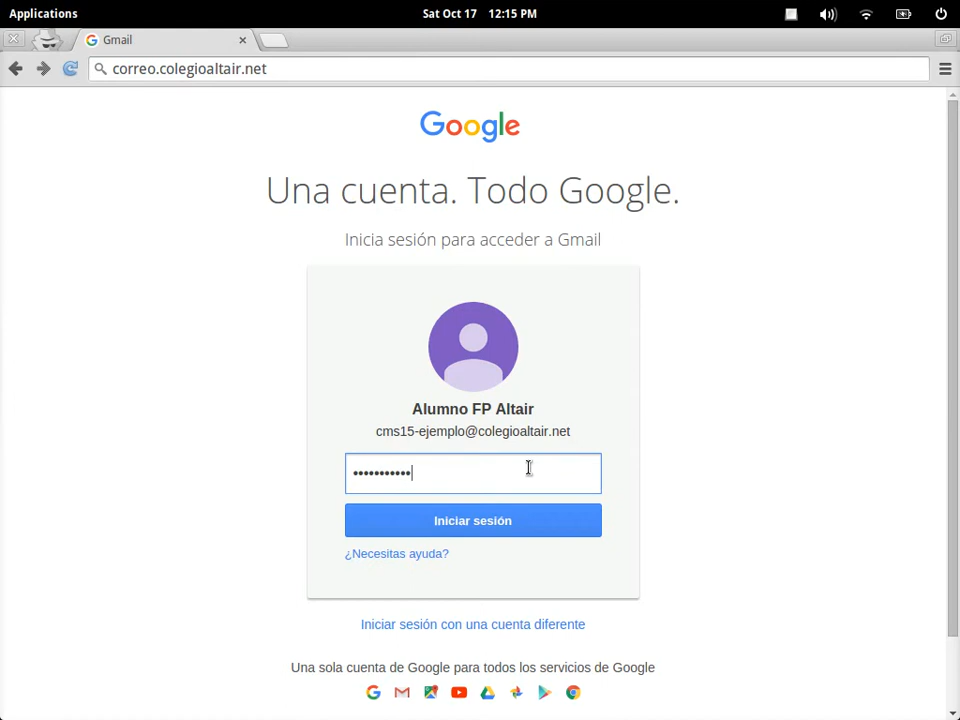 Applications
Sat Oct 17 12:15 PM
Gmail
correo.colegioaltair.net
Google
Una cuenta. Todo Google.
Inicia sesión para acceder a Gmail
Alumno FP Altair
cms15-ejemplo@colegioaltair.net
•••••••••••
Iniciar sesión
¿Necesitas ayuda?
Iniciar sesión con una cuenta diferente
Una sola cuenta de Google para todos los servicios de Google